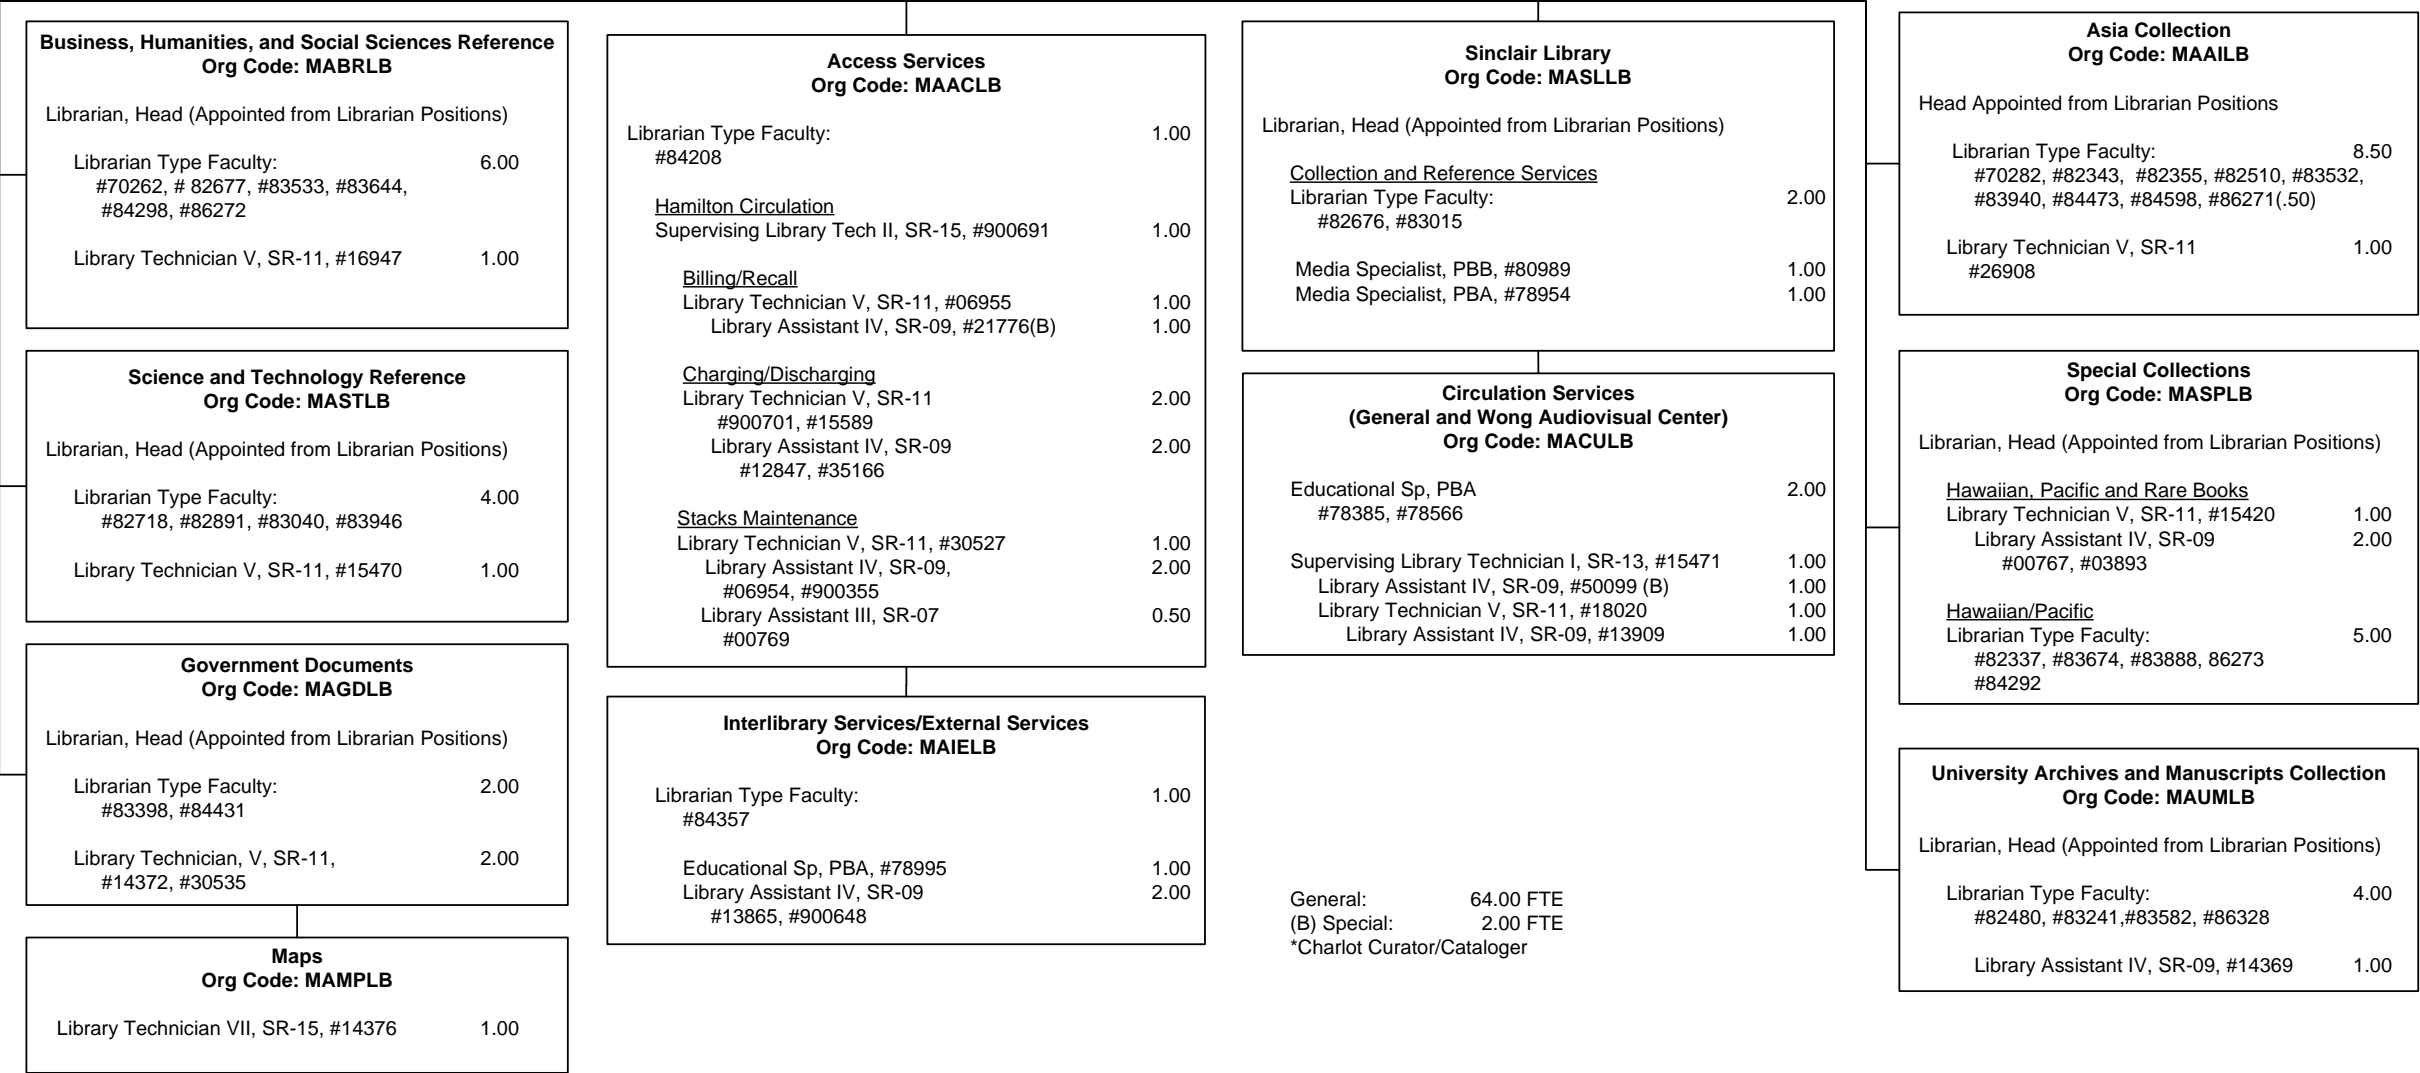 Business, Humanities, and Social Sciences Reference
Org Code: MABRLB
Librarian, Head (Appointed from Librarian Positions)
Librarian Type Faculty: 6.00
#70262, # 82677, #83533, #83644,
#84298, #86272
Library Technician V, SR-11, #16947 1.00
Science and Technology Reference
Org Code: MASTLB
Librarian, Head (Appointed from Librarian Positions)
Librarian Type Faculty: 4.00
#82718, #82891, #83040, #83946
Library Technician V, SR-11, #15470 1.00
Government Documents
Org Code: MAGDLB
Librarian, Head (Appointed from Librarian Positions)
Librarian Type Faculty: 2.00
#83398, #84431
Library Technician, V, SR-11, 2.00
#14372, #30535
Maps
Org Code: MAMPLB
Library Technician VII, SR-15, #14376 1.00
Access Services
Org Code: MAACLB
Librarian Type Faculty: 1.00
#84208
Hamilton Circulation
Supervising Library Tech II, SR-15, #900691 1.00
Billing/Recall
Library Technician V, SR-11, #06955 1.00
Library Assistant IV, SR-09, #21776(B) 1.00
Charging/Discharging
Library Technician V, SR-11 2.00
#900701, #15589
Library Assistant IV, SR-09 2.00
#12847, #35166
Stacks Maintenance
Library Technician V, SR-11, #30527 1.00
Library Assistant IV, SR-09, 2.00
#06954, #900355
Library Assistant III, SR-07 0.50
#00769
Interlibrary Services/External Services
Org Code: MAIELB
Librarian Type Faculty: 1.00
#84357
Educational Sp, PBA, #78995 1.00
Library Assistant IV, SR-09 2.00
#13865, #900648
Sinclair Library
Org Code: MASLLB
Librarian, Head (Appointed from Librarian Positions)
Collection and Reference Services
Librarian Type Faculty: 2.00
#82676, #83015
Media Specialist, PBB, #80989 1.00
Media Specialist, PBA, #78954 1.00
Circulation Services
(General and Wong Audiovisual Center)
Org Code: MACULB
Educational Sp, PBA 2.00
#78385, #78566
Supervising Library Technician I, SR-13, #15471 1.00
Library Assistant IV, SR-09, #50099 (B) 1.00
Library Technician V, SR-11, #18020 1.00
Library Assistant IV, SR-09, #13909 1.00
General: 64.00 FTE
(B) Special: 2.00 FTE
*Charlot Curator/Cataloger
Asia Collection
Org Code: MAAILB
Head Appointed from Librarian Positions
Librarian Type Faculty: 8.50
#70282, #82343, #82355, #82510, #83532,
#83940, #84473, #84598, #86271(.50)
Library Technician V, SR-11 1.00
#26908
Special Collections
Org Code: MASPLB
Librarian, Head (Appointed from Librarian Positions)
Hawaiian, Pacific and Rare Books
Library Technician V, SR-11, #15420 1.00
Library Assistant IV, SR-09 2.00
#00767, #03893
Hawaiian/Pacific
Librarian Type Faculty: 5.00
#82337, #83674, #83888, 86273
#84292
University Archives and Manuscripts Collection
Org Code: MAUMLB
Librarian, Head (Appointed from Librarian Positions)
Librarian Type Faculty: 4.00
#82480, #83241,#83582, #86328
Library Assistant IV, SR-09, #14369 1.00